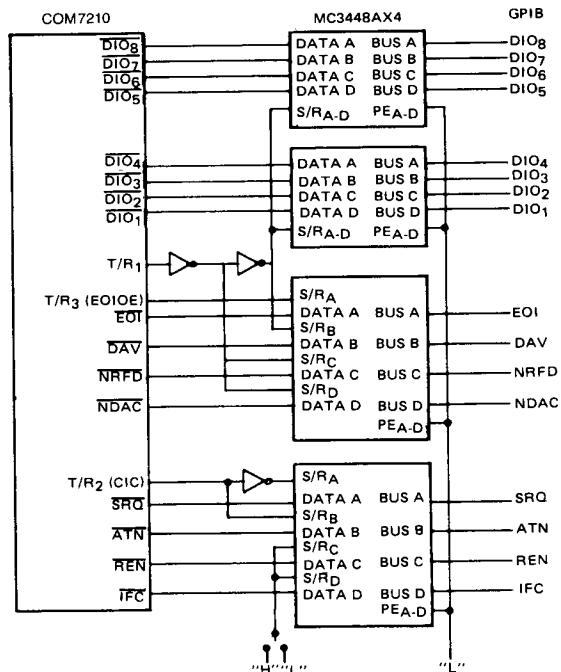 COM7210 MC3448AX4 GPIB
DIO8 DATA A BUS A DIO8
DIO7 DATA B BUS B DIO7
DIO6 DATA C BUS C DIO6
DIO5 DATA D BUS D DIO5
S/RA-D PEA-D
DIO4 DATA A BUS A DIO4
DIO3 DATA B BUS B DIO3
DIO2 DATA C BUS C DIO2
DIO1 DATA D BUS D DIO1
S/RA-D PEA-D
T/R1
T/R3 (EOIOE) S/RA
EOI DATA A BUS A EOI
S/RB
DAV DATA B BUS B DAV
S/RC
NRFD DATA C BUS C NRFD
S/RD
NDAC DATA D BUS D NDAC
PEA-D
T/R2 (CIC) S/RA
SRQ DATA A BUS A SRQ
S/RB
ATN DATA B BUS B ATN
S/RC
REN DATA C BUS C REN
S/RD
IFC DATA D BUS D IFC
PEA-D
"H" "L" "L"